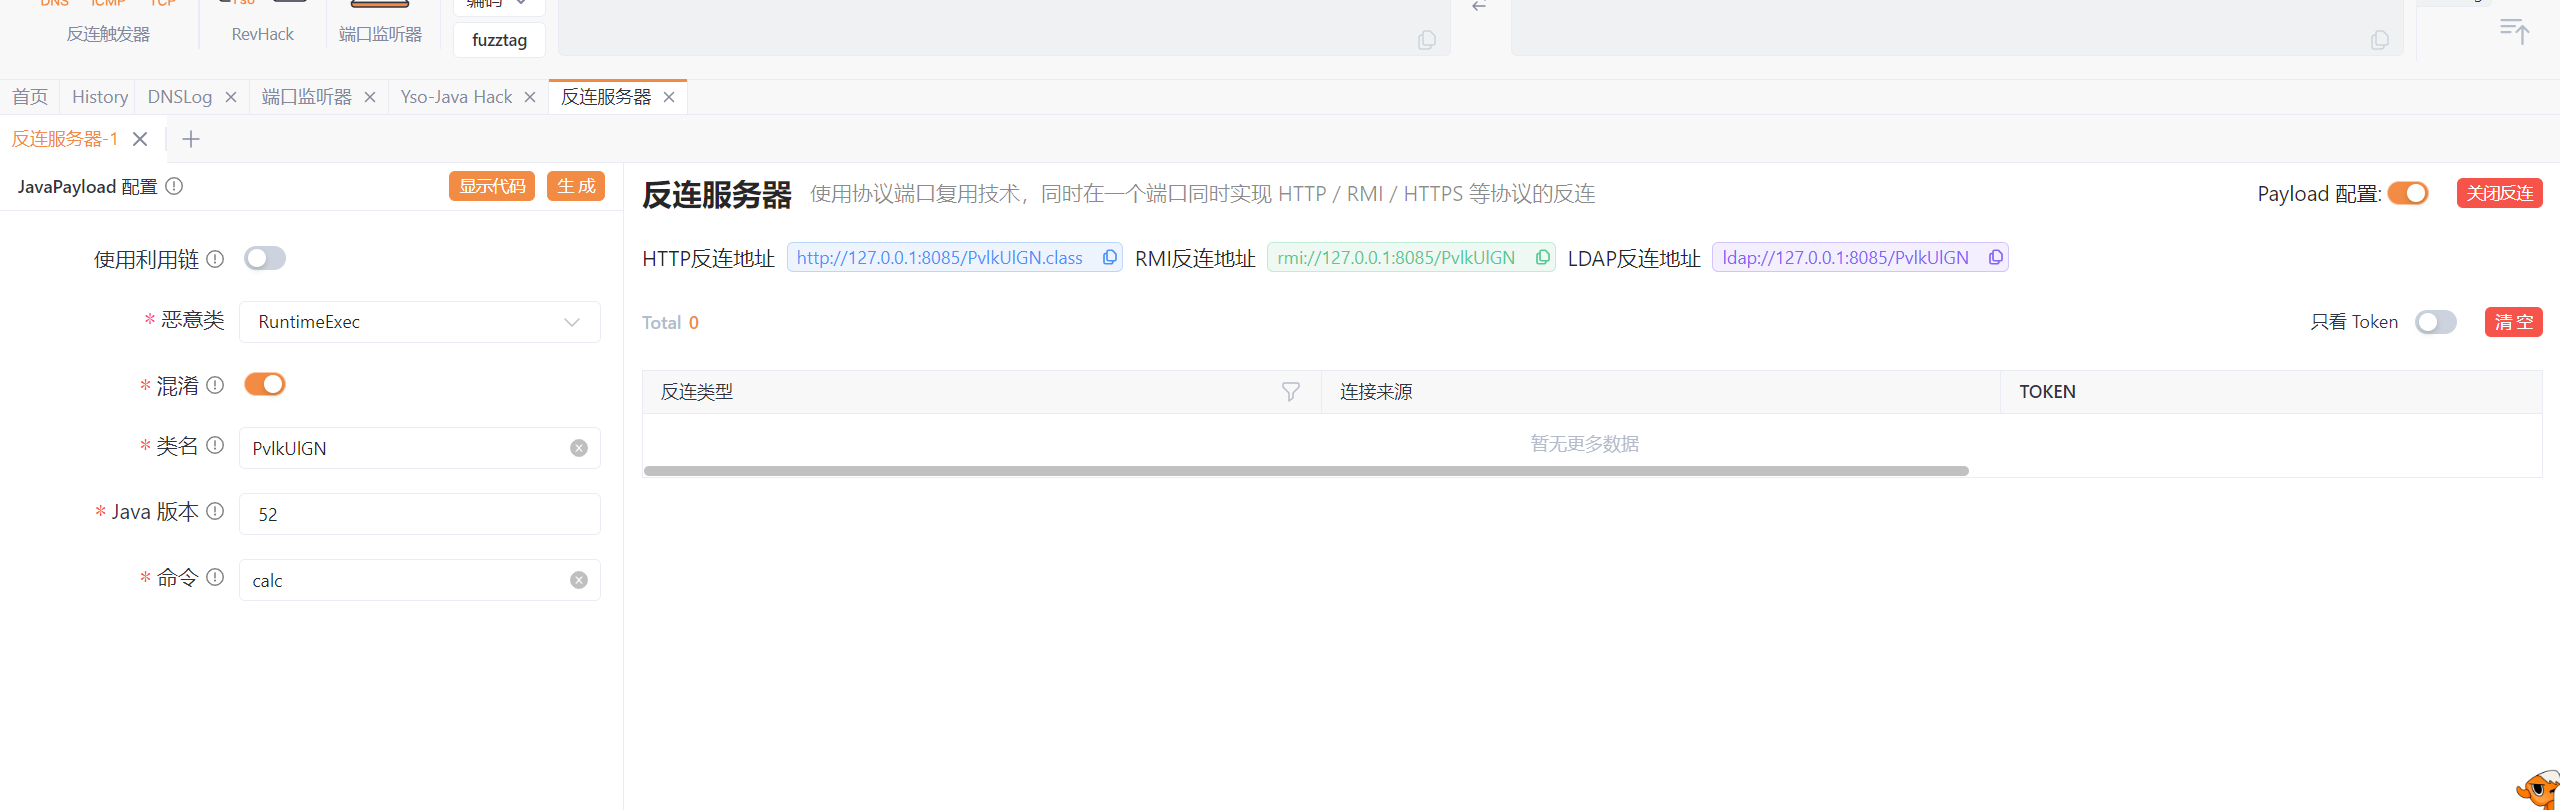 DNS ICMP TCP Yso 编码
反连触发器 RevHack 端口监听器 fuzztag
首页 History DNSLog 端口监听器 Yso-Java Hack 反连服务器
反连服务器-1
JavaPayload 配置 显示代码 生 成
使用利用链
* 恶意类 RuntimeExec
* 混淆
* 类名 PvlkUlGN
* Java 版本 52
* 命令 calc
反连服务器 使用协议端口复用技术，同时在一个端口同时实现 HTTP / RMI / HTTPS 等协议的反连 Payload 配置: 关闭反连
HTTP反连地址 http://127.0.0.1:8085/PvlkUlGN.class RMI反连地址 rmi://127.0.0.1:8085/PvlkUlGN LDAP反连地址 ldap://127.0.0.1:8085/PvlkUlGN
Total 0 只看 Token 清 空
反连类型 连接来源 TOKEN
暂无更多数据